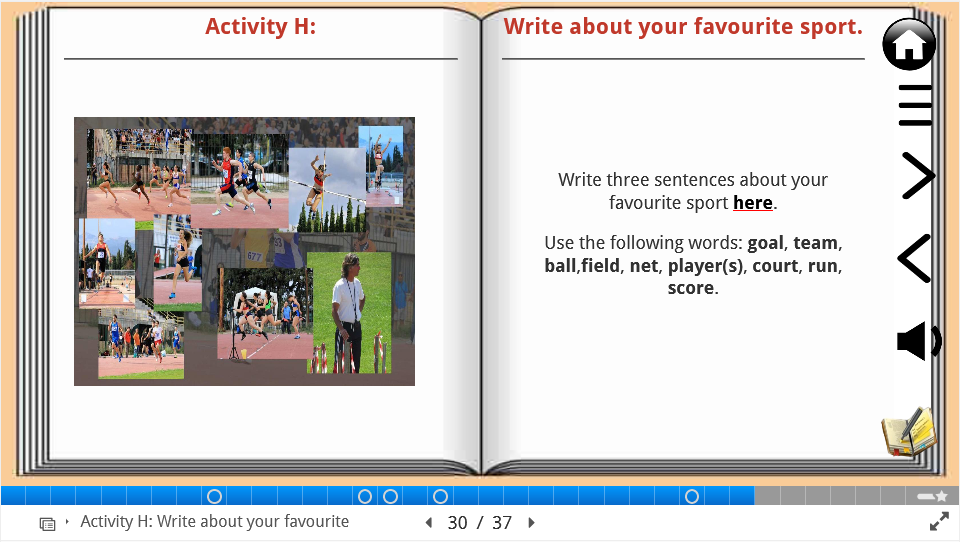 Activity H:
Write about your favourite sport.
677
Write three sentences about your
favourite sport here.
Use the following words: goal, team,
ball,field, net, player(s), court, run,
score.
Activity H: Write about your favourite
30 / 37